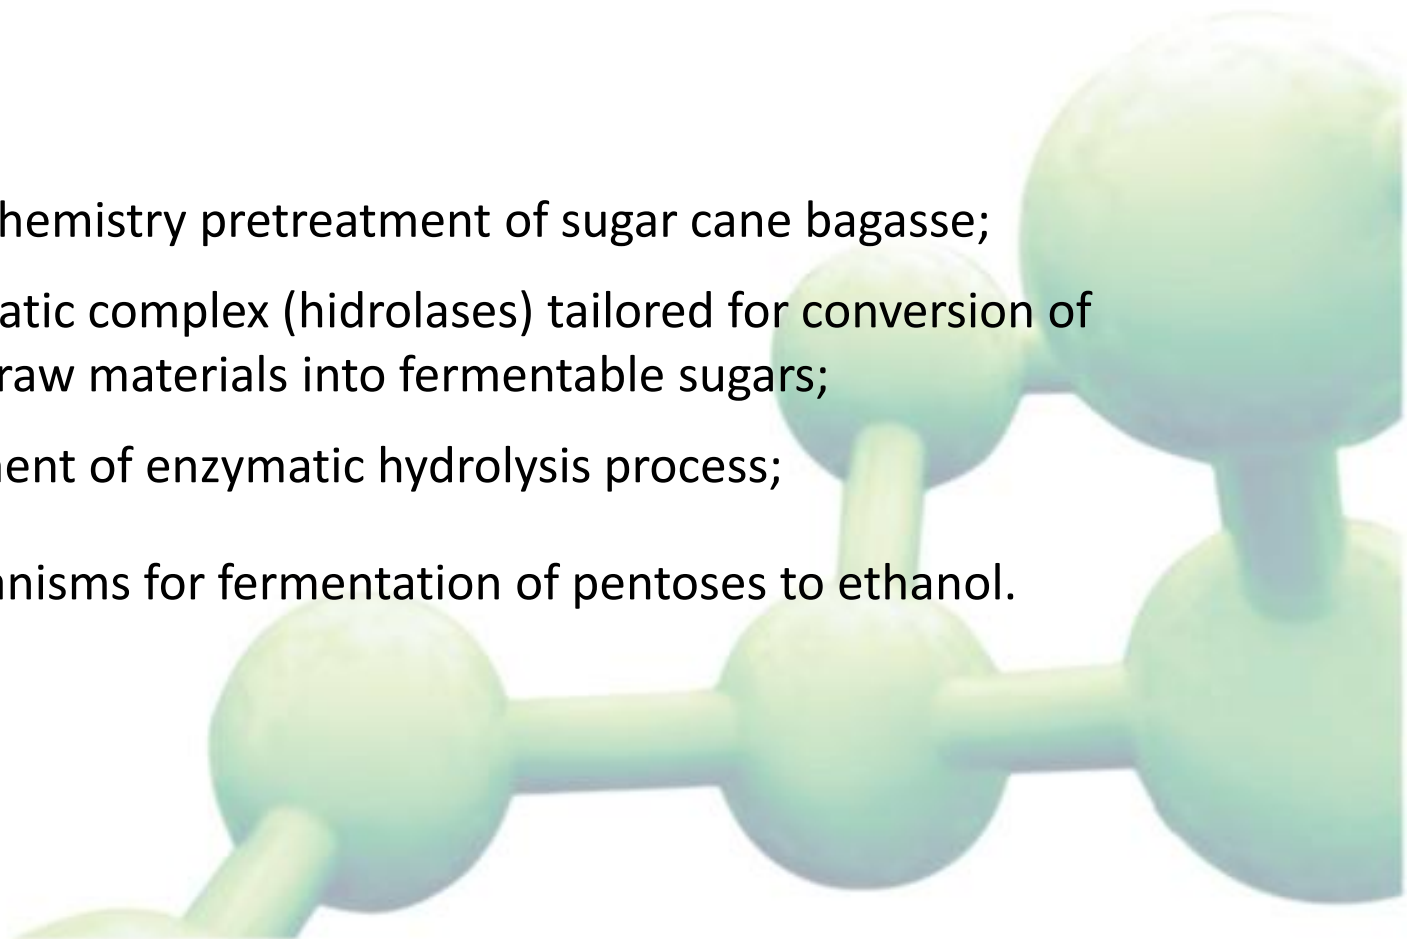 hemistry pretreatment of sugar cane bagasse;
atic complex (hidrolases) tailored for conversion of
raw materials into fermentable sugars;
ent of enzymatic hydrolysis process;
anisms for fermentation of pentoses to ethanol.